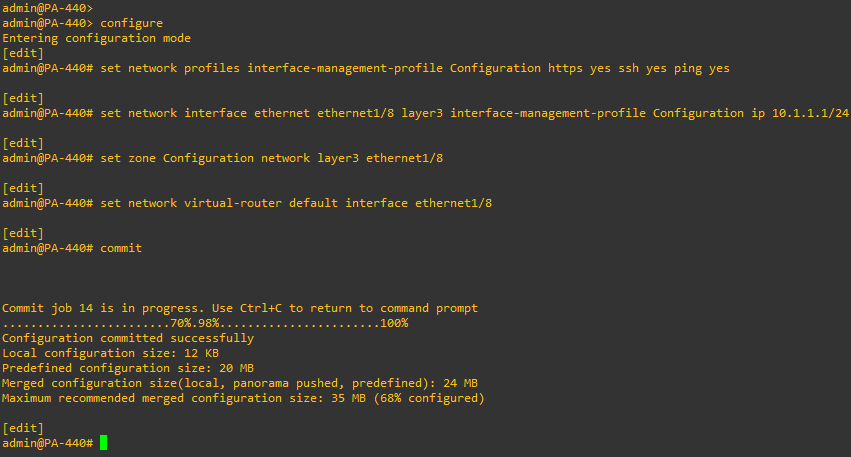 admin@PA-440>
admin@PA-440> configure
Entering configuration mode
[edit]
admin@PA-440# set network profiles interface-management-profile Configuration https yes ssh yes ping yes
[edit]
admin@PA-440# set network interface ethernet ethernet1/8 layer3 interface-management-profile Configuration ip 10.1.1.1/24
[edit]
admin@PA-440# set zone Configuration network layer3 ethernet1/8
[edit]
admin@PA-440# set network virtual-router default interface ethernet1/8
[edit]
admin@PA-440# commit
Commit job 14 is in progress. Use Ctrl+C to return to command prompt
........................70%.98%.......................100%
Configuration committed successfully
Local configuration size: 12 KB
Predefined configuration size: 20 MB
Merged configuration size(local, panorama pushed, predefined): 24 MB
Maximum recommended merged configuration size: 35 MB (68% configured)
[edit]
admin@PA-440#